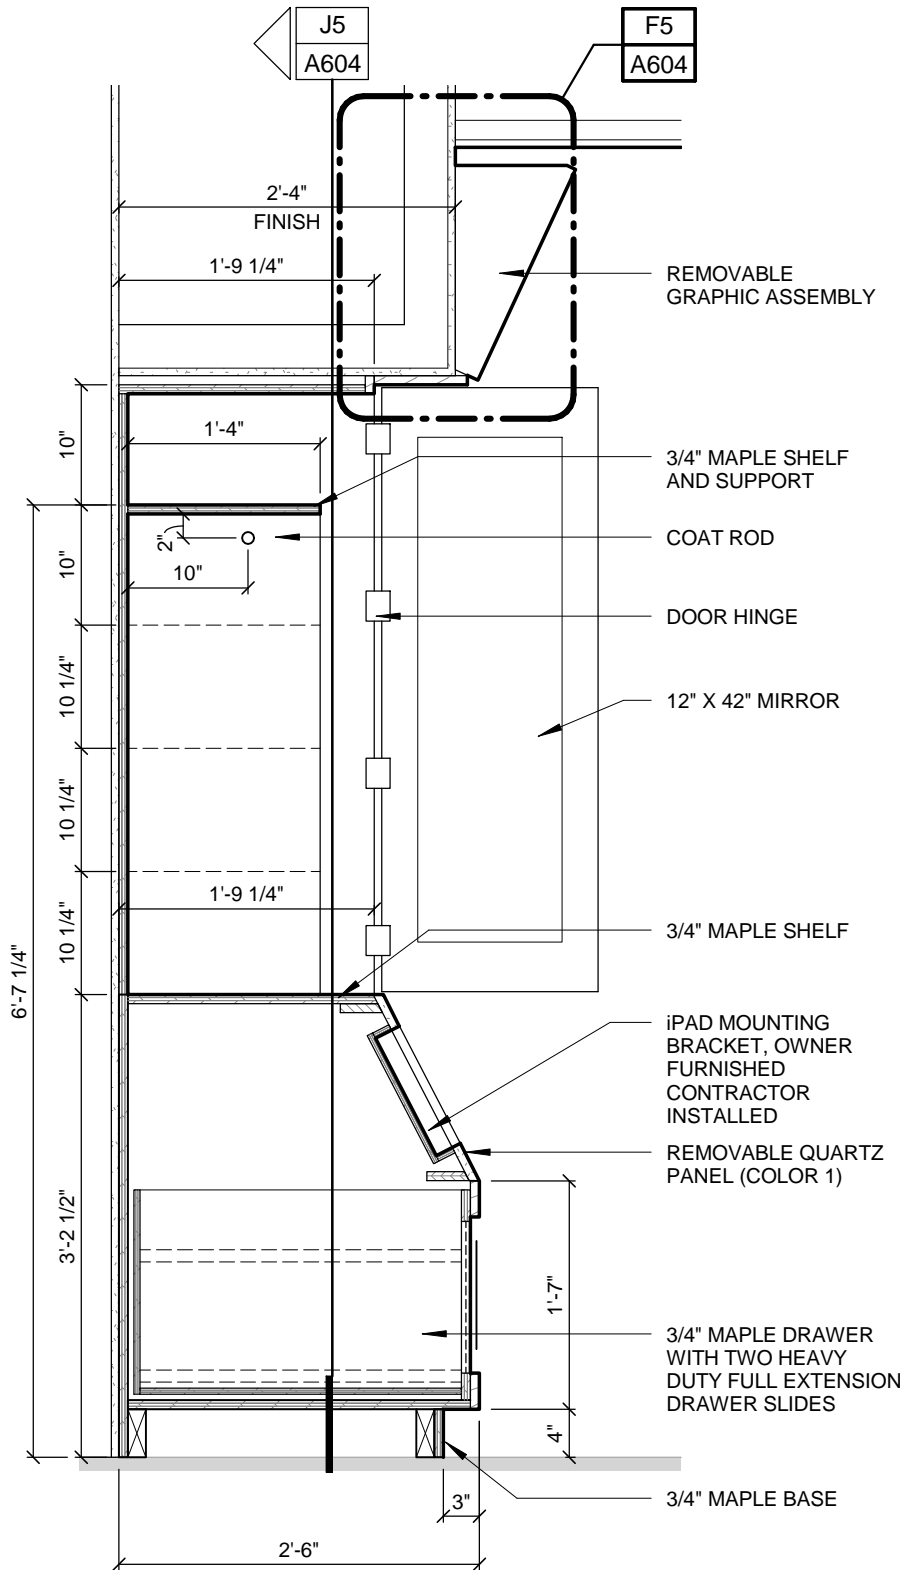 J5
A604
F5
A604
2'-4"
FINISH
1'-9 1/4"
REMOVABLE
GRAPHIC ASSEMBLY
10"
1'-4"
3/4" MAPLE SHELF
AND SUPPORT
2"
COAT ROD
10"
10"
DOOR HINGE
10 1/4"
12" X 42" MIRROR
10 1/4"
1'-9 1/4"
10 1/4"
3/4" MAPLE SHELF
6'-7 1/4"
iPAD MOUNTING
BRACKET, OWNER
FURNISHED
CONTRACTOR
INSTALLED
REMOVABLE QUARTZ
PANEL (COLOR 1)
3'-2 1/2"
1'-7"
3/4" MAPLE DRAWER
WITH TWO HEAVY
DUTY FULL EXTENSION
DRAWER SLIDES
4"
3/4" MAPLE BASE
3"
2'-6"